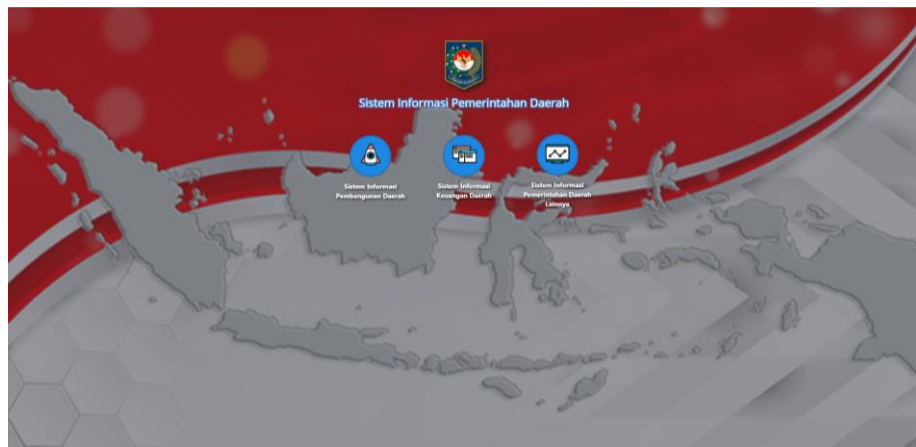 Sistem Informasi Pemerintahan Daerah
Sistem Informasi
Pembangunan Daerah
Sistem Informasi
Keuangan Daerah
Sistem Informasi
Pemerintahan Daerah
Lainnya